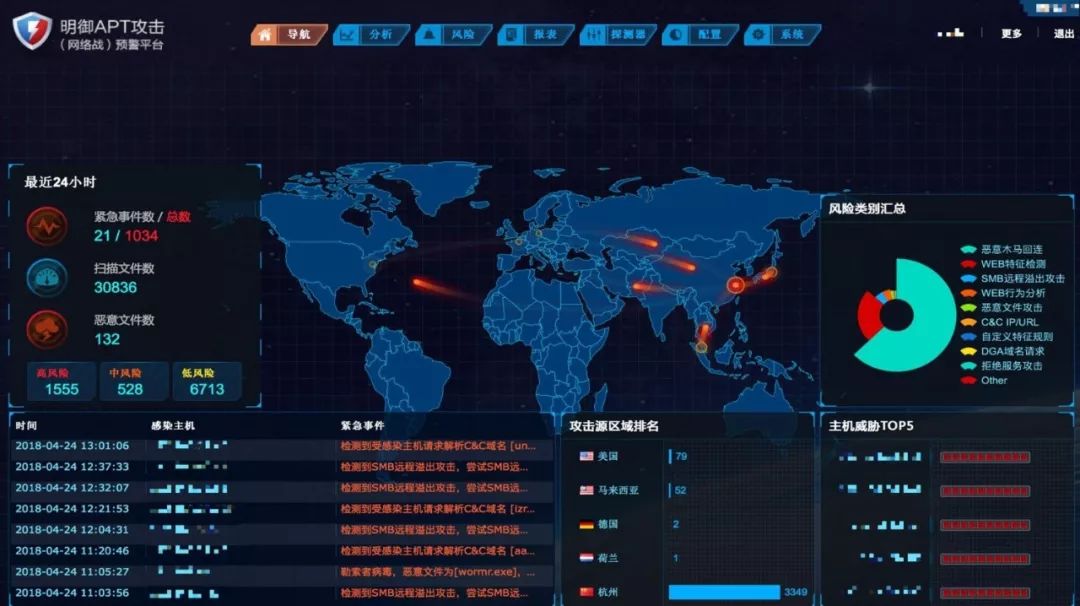 明御APT攻击
（网络战）预警平台
导航
分析
风险
报表
探测器
配置
系统
更多
退出
最近24小时
紧急事件数 / 总数
21 / 1034
扫描文件数
30836
恶意文件数
132
高风险
1555
中风险
528
低风险
6713
风险类别汇总
恶意木马回连
WEB特征检测
SMB远程溢出攻击
WEB行为分析
恶意文件攻击
C&C IP/URL
自定义特征规则
DGA域名请求
拒绝服务攻击
Other
时间 感染主机 紧急事件
2018-04-24 13:01:06 检测到受感染主机请求解析C&C域名 [un...
2018-04-24 12:37:33 检测到SMB远程溢出攻击，尝试SMB远...
2018-04-24 12:32:07 检测到SMB远程溢出攻击，尝试SMB远...
2018-04-24 12:21:53 检测到受感染主机请求解析C&C域名 [izr...
2018-04-24 12:04:31 检测到SMB远程溢出攻击，尝试SMB远...
2018-04-24 11:20:46 检测到受感染主机请求解析C&C域名 [aa...
2018-04-24 11:05:27 勒索者病毒，恶意文件为[wormr.exe]，...
2018-04-24 11:03:56 检测到SMB远程溢出攻击，尝试SMB远...
攻击源区域排名
美国 79
马来西亚 52
德国 2
荷兰 1
杭州 3349
主机威胁TOP5